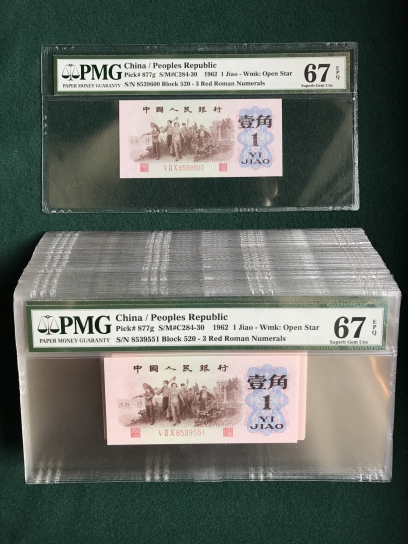 PMG
PAPER MONEY GUARANTY
China / Peoples Republic
Pick# 877g S/M#C284-30 1962 1 Jiao - Wmk: Open Star
S/N 8539600 Block 520 - 3 Red Roman Numerals
67 EPQ
Superb Gem Unc
中国人民银行
壹角
1
YI
JIAO
V II X 8539600
PMG
PAPER MONEY GUARANTY
China / Peoples Republic
Pick# 877g S/M#C284-30 1962 1 Jiao - Wmk: Open Star
S/N 8539551 Block 520 - 3 Red Roman Numerals
67 EPQ
Superb Gem Unc
中国人民银行
壹角
1
YI
JIAO
V II X 8539551